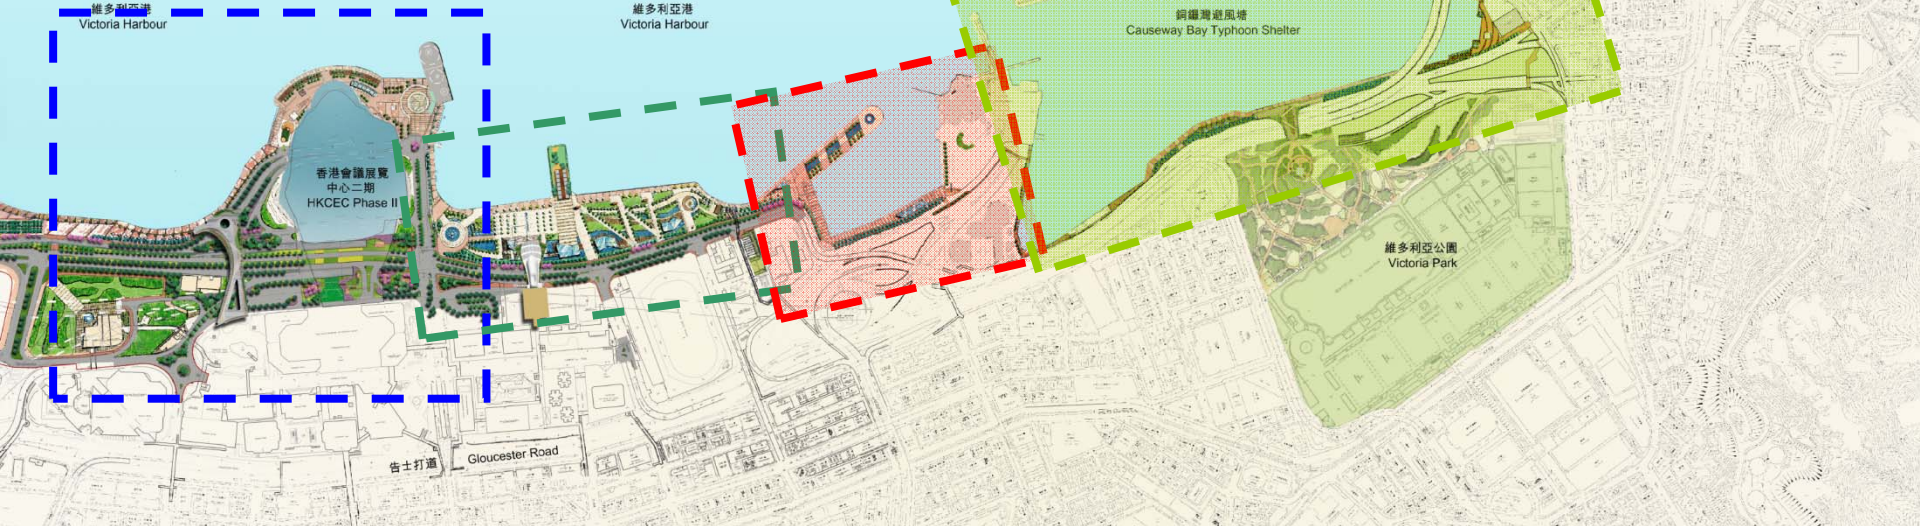 維多利亞港
Victoria Harbour
維多利亞港
Victoria Harbour
銅鑼灣避風塘
Causeway Bay Typhoon Shelter
香港會議展覽
中心二期
HKCEC Phase II
維多利亞公園
Victoria Park
告士打道
Gloucester Road